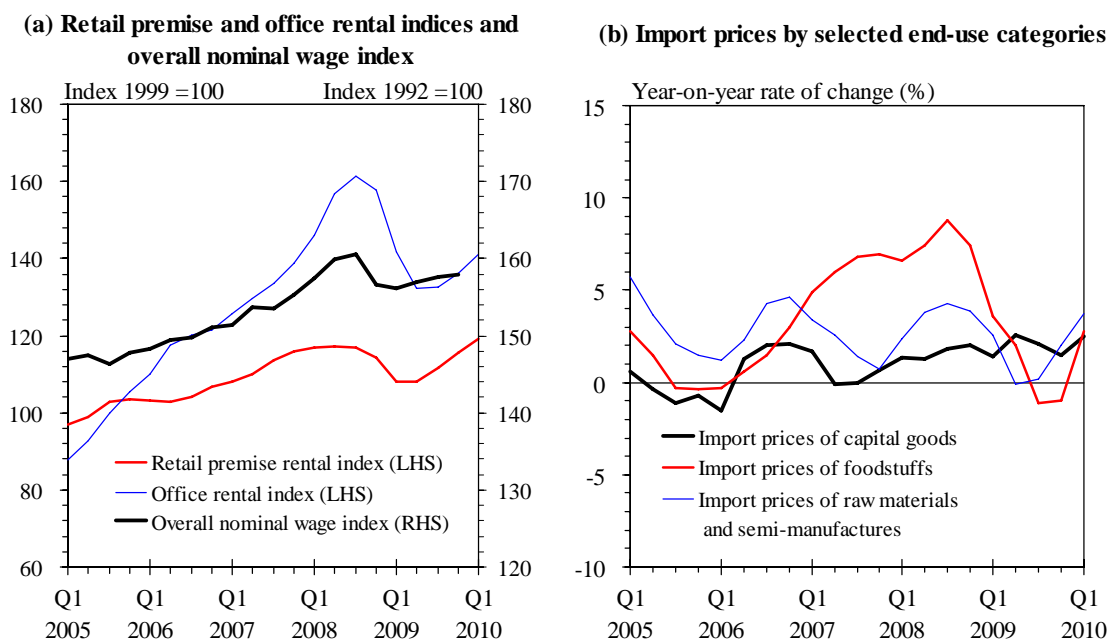 (a) Retail premise and office rental indices and
overall nominal wage index
Index 1999 =100
Index 1992 =100
180
160
140
120
100
80
60
180
170
160
150
140
130
120
Retail premise rental index (LHS)
Office rental index (LHS)
Overall nominal wage index (RHS)
Q1 Q1 Q1 Q1 Q1 Q1
2005 2006 2007 2008 2009 2010
(b) Import prices by selected end-use categories
Year-on-year rate of change (%)
15
10
5
0
-5
-10
Import prices of capital goods
Import prices of foodstuffs
Import prices of raw materials
and semi-manufactures
Q1 Q1 Q1 Q1 Q1 Q1
2005 2006 2007 2008 2009 2010